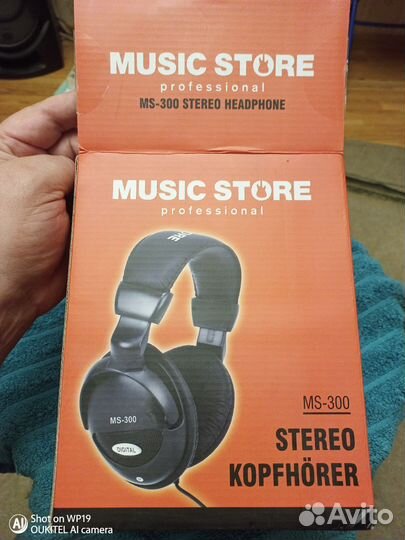 MUSIC STORE
professional
MS-300 STEREO HEADPHONE
MUSIC STORE
professional
MS-300
DIGITAL
MS-300
STEREO
KOPFHÖRER
AI
Shot on WP19
OUKITEL AI camera
Avito